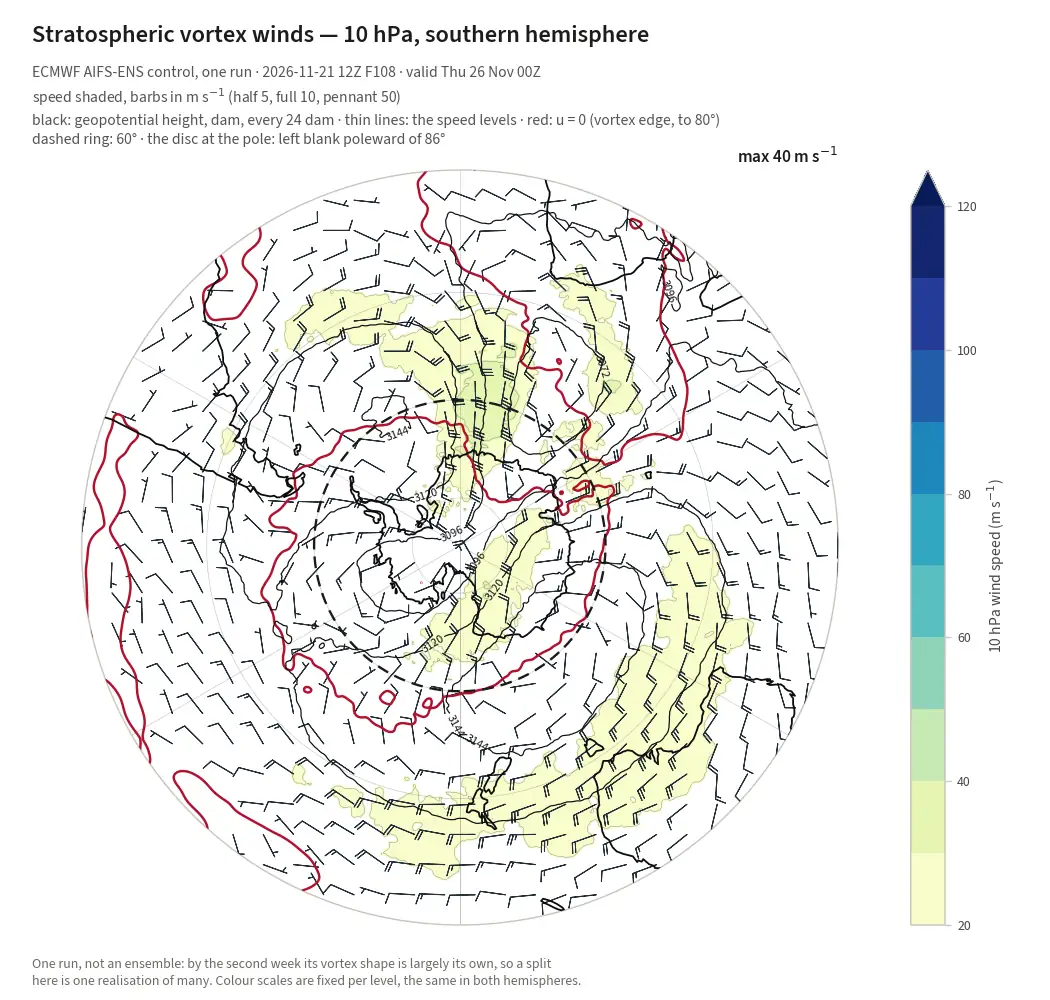 Stratospheric vortex winds — 10 hPa, southern hemisphere
ECMWF AIFS-ENS control, one run · 2026-11-21 12Z F108 · valid Thu 26 Nov 00Z
speed shaded, barbs in m s⁻¹ (half 5, full 10, pennant 50)
black: geopotential height, dam, every 24 dam · thin lines: the speed levels · red: u = 0 (vortex edge, to 80°)
dashed ring: 60° · the disc at the pole: left blank poleward of 86°
max 40 m s⁻¹
120
100
80
60
40
20
10 hPa wind speed (m s⁻¹)
3096
3144
3120
3096
3120
3120
3144
3144
One run, not an ensemble: by the second week its vortex shape is largely its own, so a split
here is one realisation of many. Colour scales are fixed per level, the same in both hemispheres.